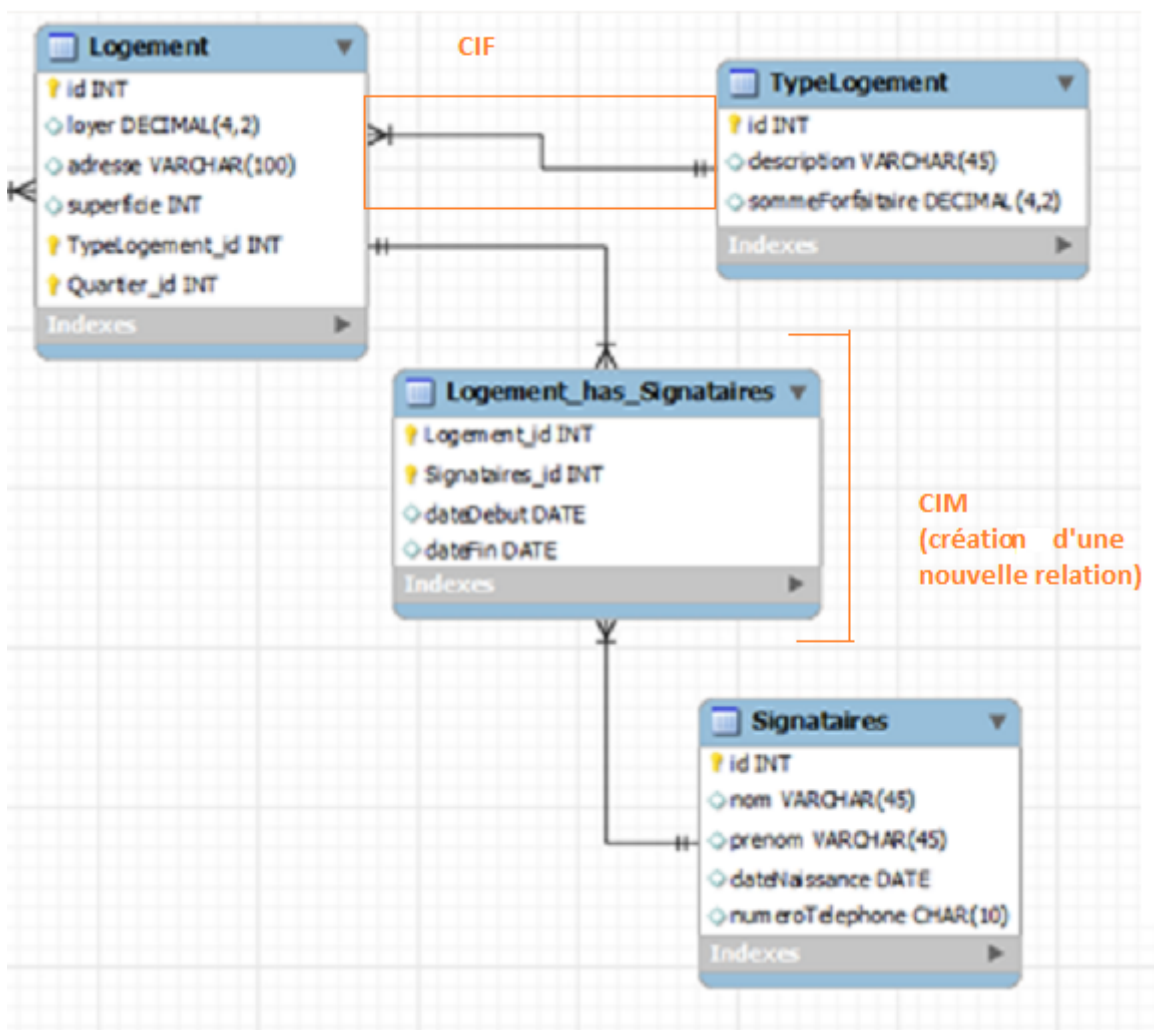 Logement
id INT
loyer DECIMAL(4,2)
adresse VARCHAR(100)
superficie INT
TypeLogement_id INT
Quartier_id INT
Indexes
CIF
TypeLogement
id INT
description VARCHAR(45)
sommeForfaitaire DECIMAL(4,2)
Indexes
Logement_has_Signataires
Logement_id INT
Signataires_id INT
dateDebut DATE
dateFin DATE
Indexes
CIM
(création d'une
nouvelle relation)
Signataires
id INT
nom VARCHAR(45)
prenom VARCHAR(45)
dateNaissance DATE
numeroTelephone CHAR(10)
Indexes